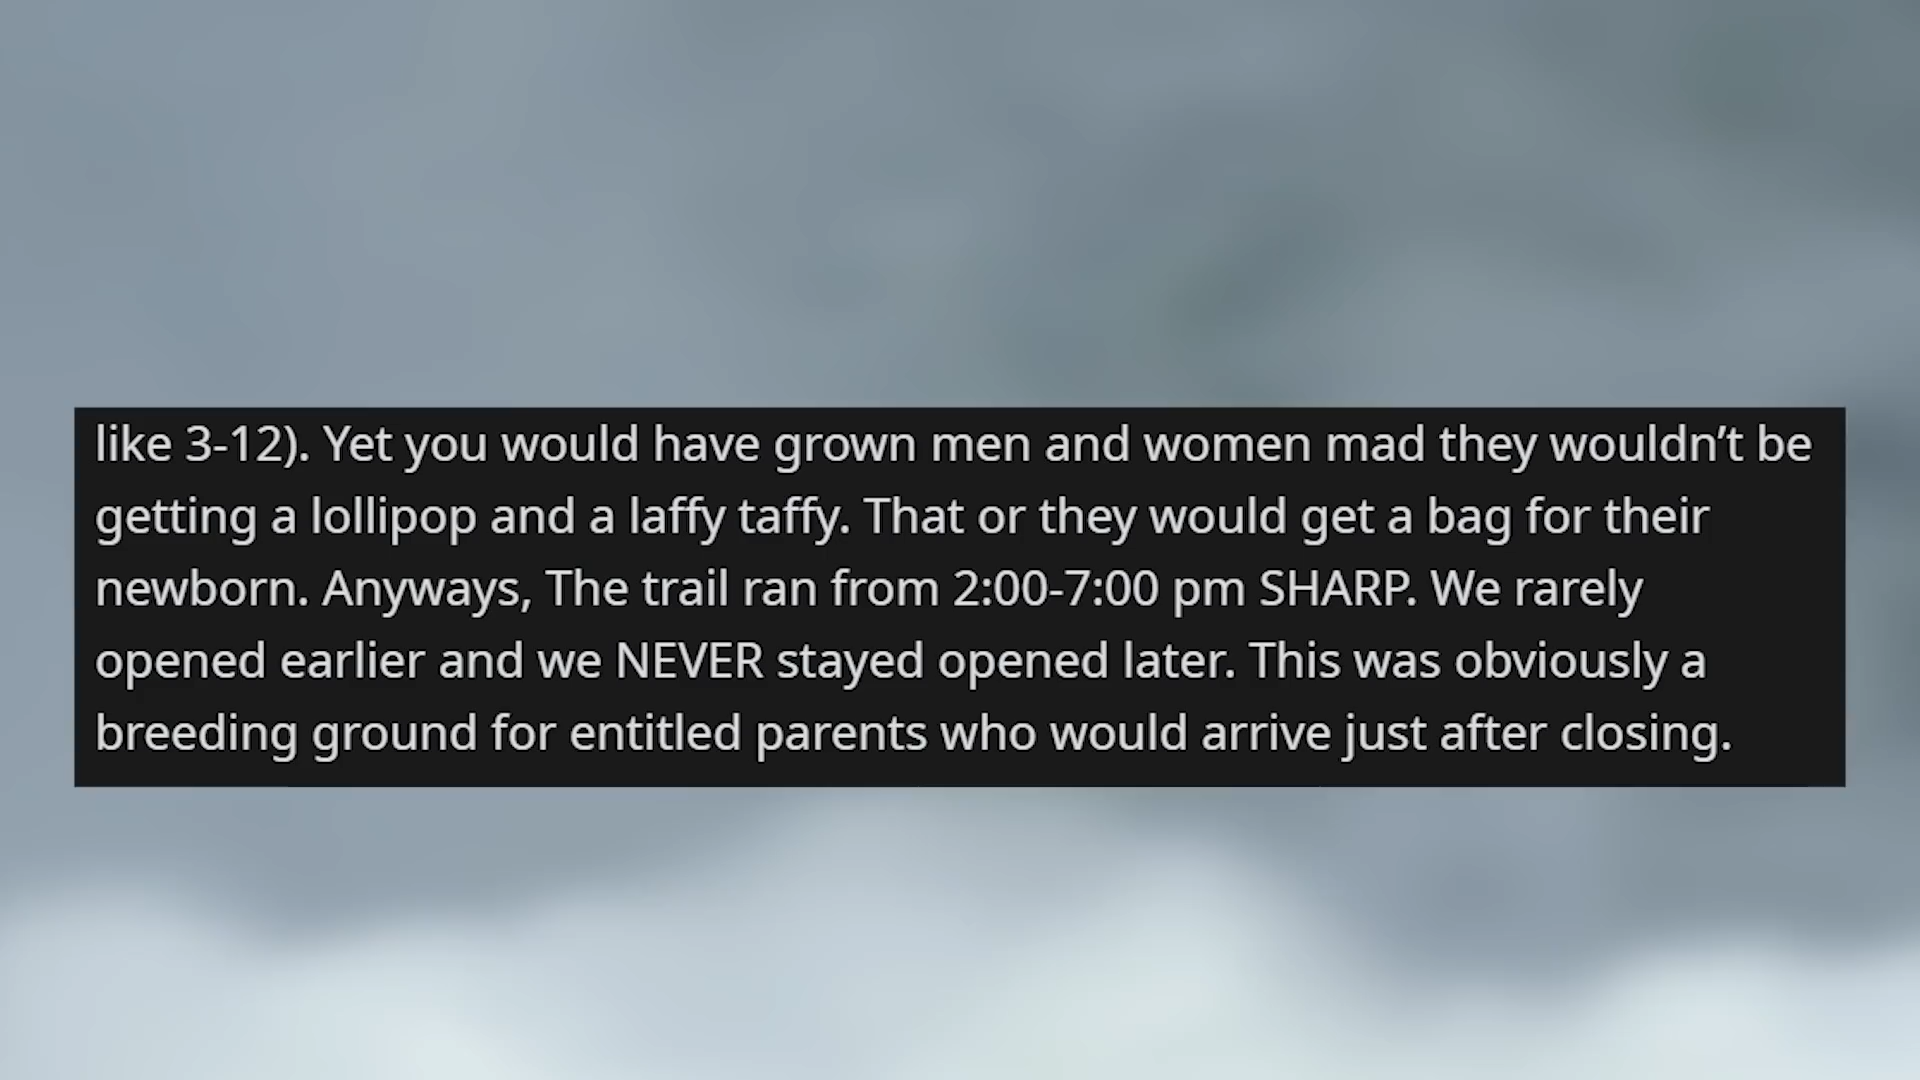 like 3-12). Yet you would have grown men and women mad they wouldn’t be
getting a lollipop and a laffy taffy. That or they would get a bag for their
newborn. Anyways, The trail ran from 2:00-7:00 pm SHARP. We rarely
opened earlier and we NEVER stayed opened later. This was obviously a
breeding ground for entitled parents who would arrive just after closing.